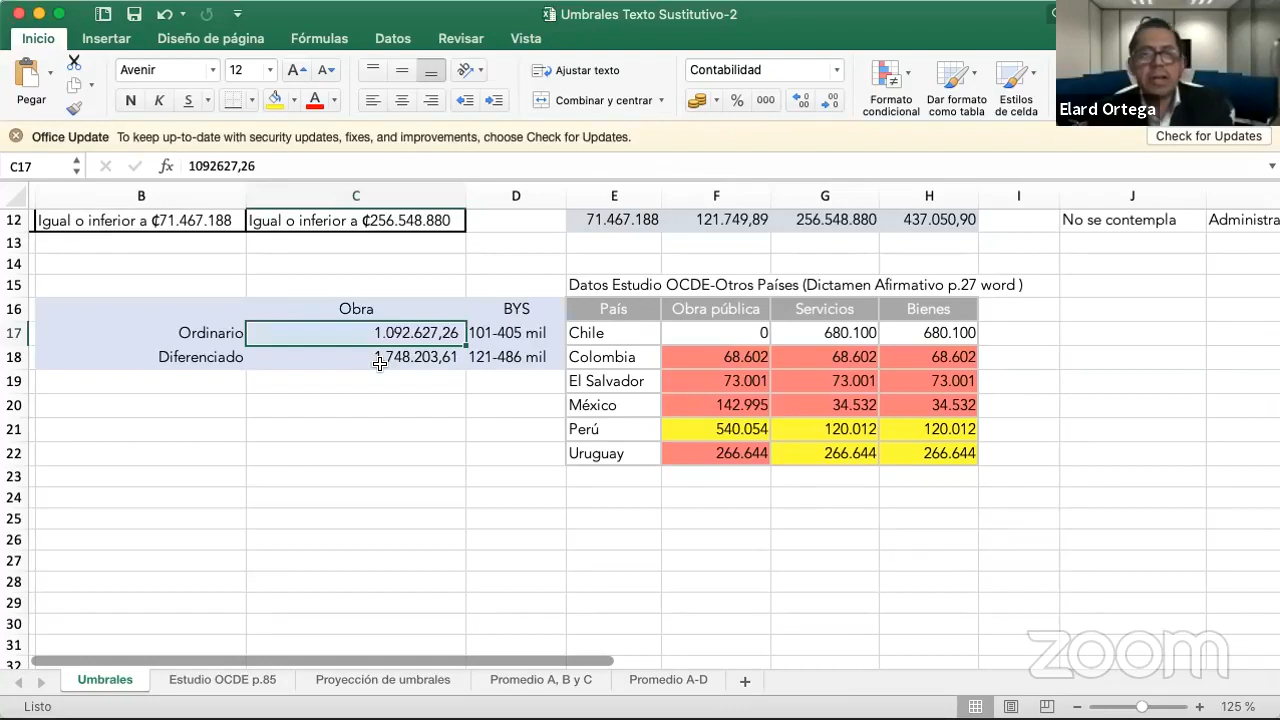 Umbrales Texto Sustitutivo-2
Inicio Insertar Diseño de página Fórmulas Datos Revisar Vista
Pegar Avenir 12 A A Ajustar texto Contabilidad
N K S A Combinar y centrar % 000 Formato condicional Dar formato como tabla Estilos de celda
Elard Ortega
Office Update To keep up-to-date with security updates, fixes, and improvements, choose Check for Updates. Check for Updates
C17 fx 1092627,26
B C D E F G H I J
12 Igual o inferior a ₡71.467.188 Igual o inferior a ₡256.548.880 71.467.188 121.749,89 256.548.880 437.050,90 No se contempla Administra
13
14
15 Datos Estudio OCDE-Otros Países (Dictamen Afirmativo p.27 word )
16 Obra BYS País Obra pública Servicios Bienes
17 Ordinario 1.092.627,26 101-405 mil Chile 0 680.100 680.100
18 Diferenciado 1.748.203,61 121-486 mil Colombia 68.602 68.602 68.602
19 El Salvador 73.001 73.001 73.001
20 México 142.995 34.532 34.532
21 Perú 540.054 120.012 120.012
22 Uruguay 266.644 266.644 266.644
23
24
25
26
27
28
29
30
31
32
zoom
Umbrales Estudio OCDE p.85 Proyección de umbrales Promedio A, B y C Promedio A-D +
Listo 125 %